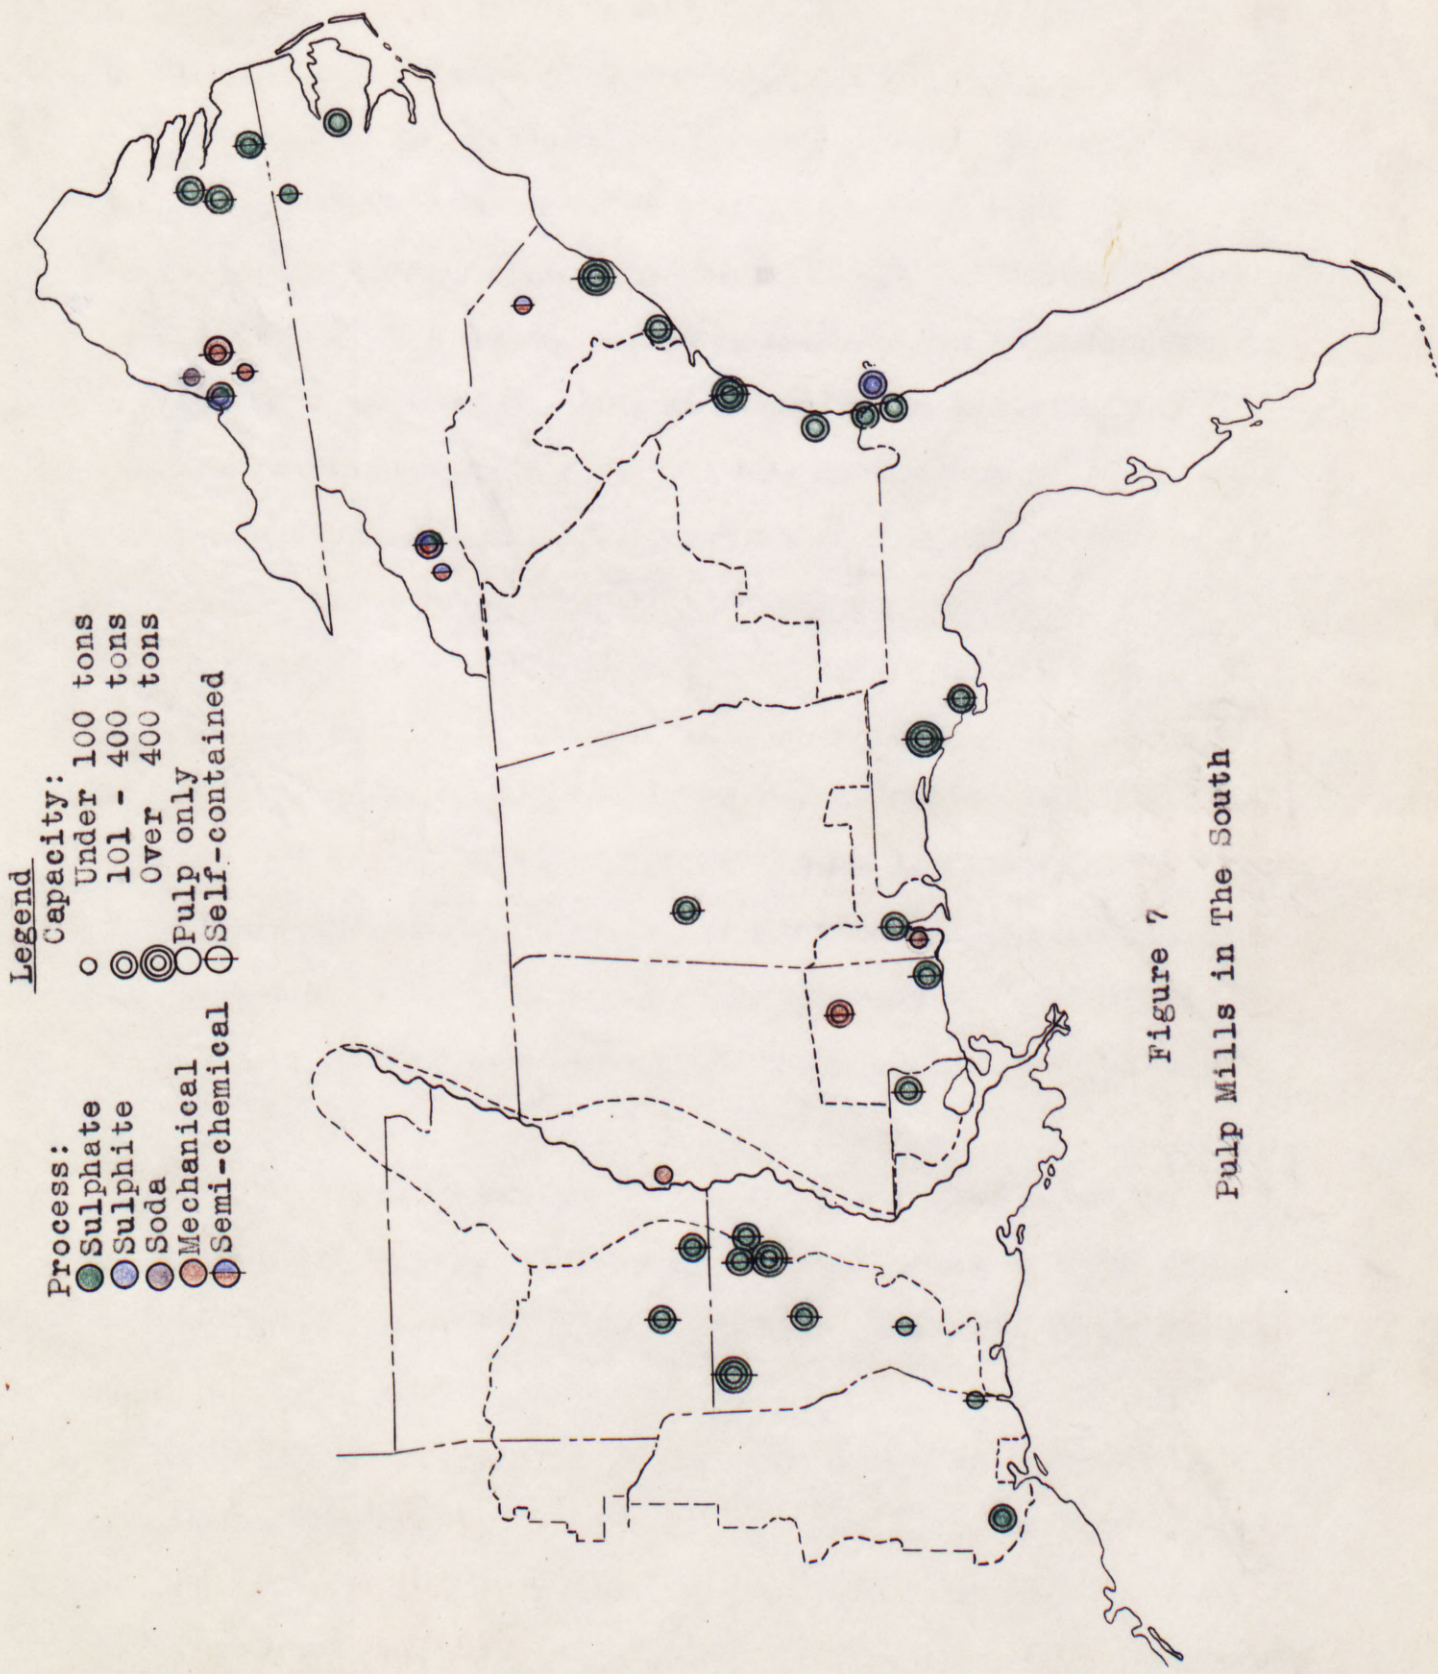 Legend
Capacity:
Under 100 tons
101 - 400 tons
Over 400 tons
Pulp only
Self-contained
Process:
Sulphate
Sulphite
Soda
Mechanical
Semi-chemical
?
Figure 7
Pulp Mills in The South